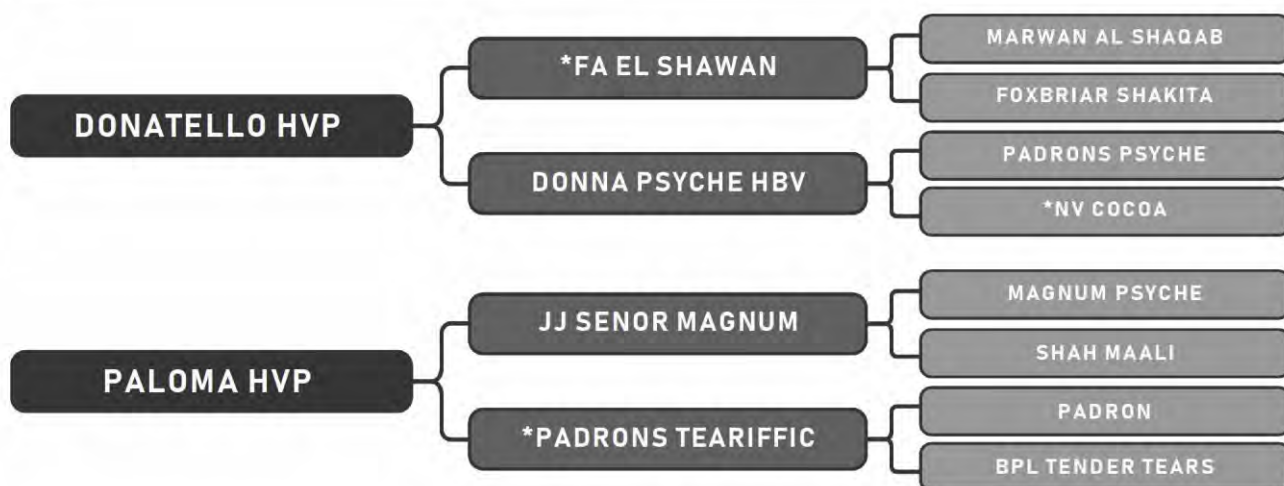 DONATELLO HVP
*FA EL SHAWAN
MARWAN AL SHAQAB
FOXBRIAR SHAKITA
DONNA PSYCHE HBV
PADRONS PSYCHE
*NV COCOA
PALOMA HVP
JJ SENOR MAGNUM
MAGNUM PSYCHE
SHAH MAALI
*PADRONS TEARIFFIC
PADRON
BPL TENDER TEARS